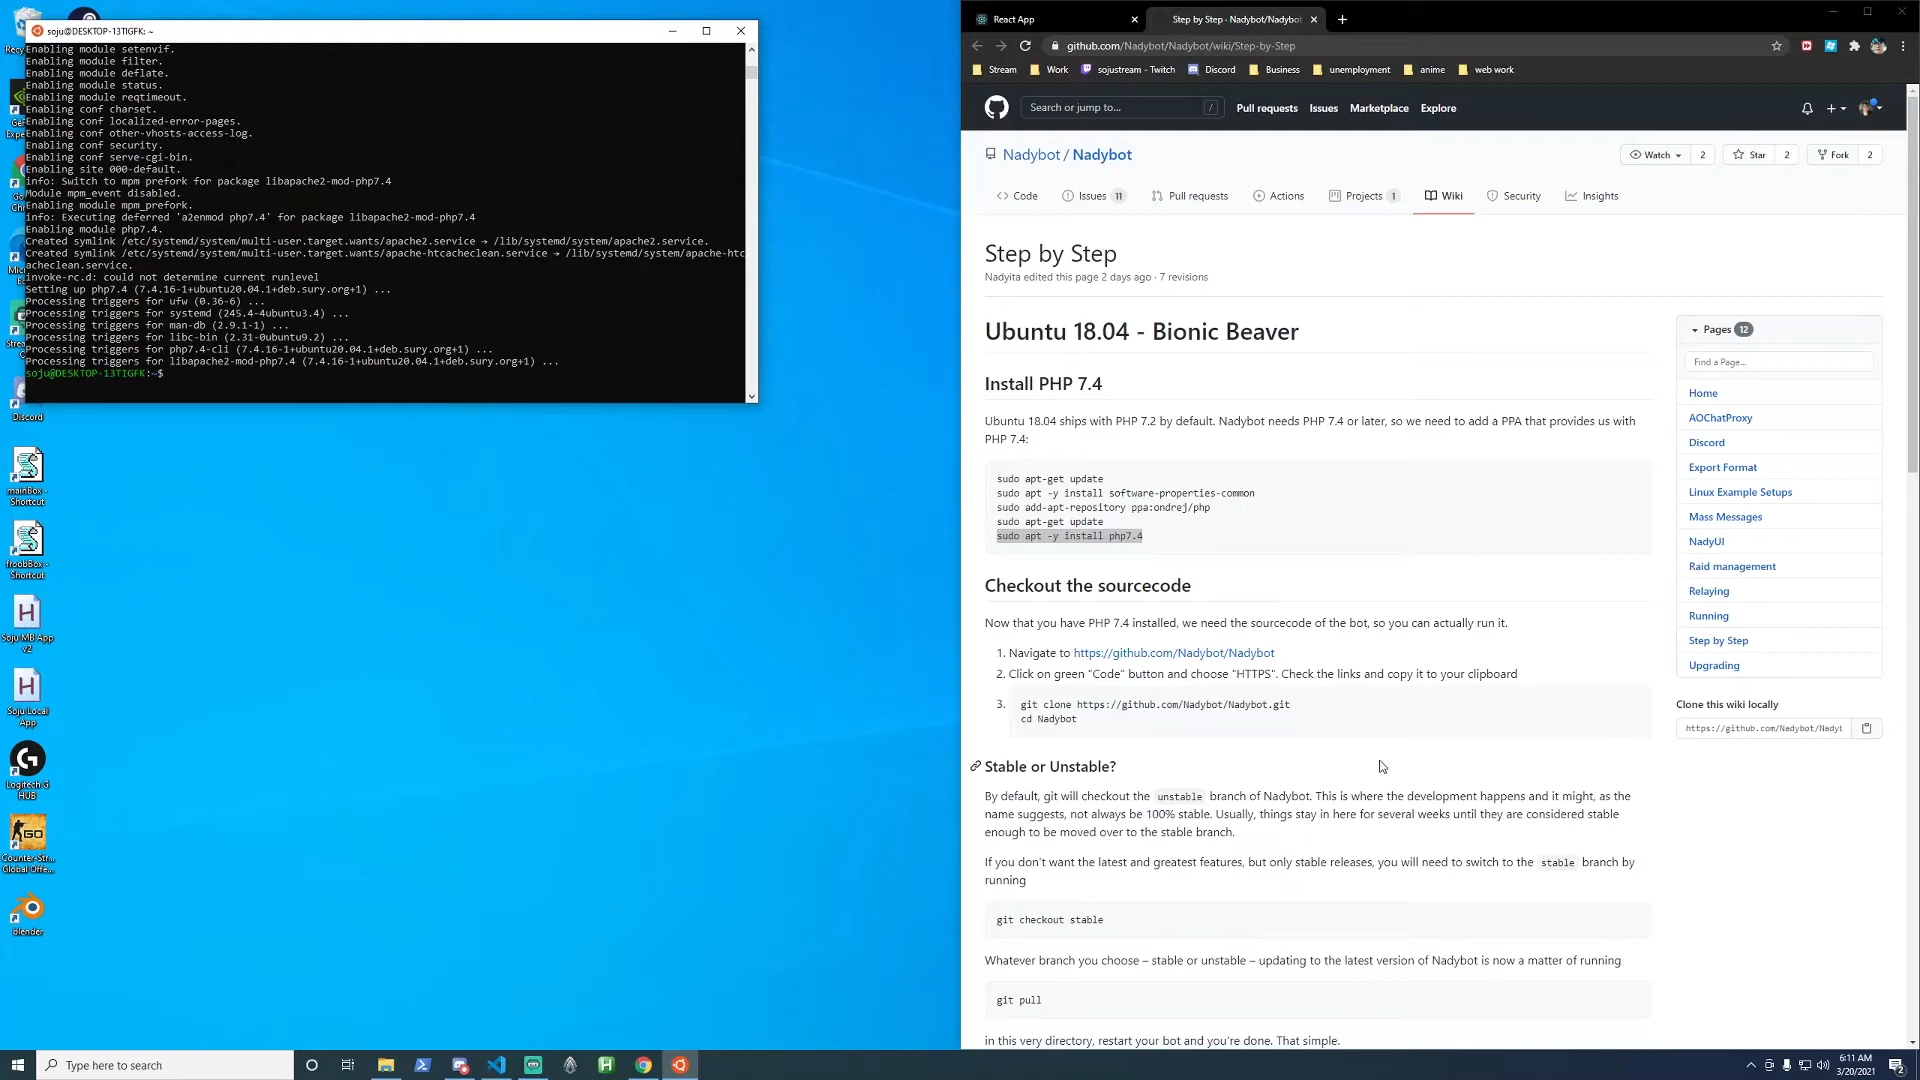 soju@DESKTOP-13TIGFK: ~
Enabling module setenvif.
Enabling module filter.
Enabling module deflate.
Enabling module status.
Enabling module reqtimeout.
Enabling conf charset.
Enabling conf localized-error-pages.
Enabling conf other-vhosts-access-log.
Enabling conf security.
Enabling conf serve-cgi-bin.
Enabling site 000-default.
info: Switch to mpm prefork for package libapache2-mod-php7.4
Module mpm_event disabled.
Enabling module mpm_prefork.
info: Executing deferred 'a2enmod php7.4' for package libapache2-mod-php7.4
Enabling module php7.4.
Created symlink /etc/systemd/system/multi-user.target.wants/apache2.service → /lib/systemd/system/apache2.service.
Created symlink /etc/systemd/system/multi-user.target.wants/apache-htcacheclean.service → /lib/systemd/system/apache-htc
acheclean.service.
invoke-rc.d: could not determine current runlevel
Setting up php7.4 (7.4.16-1+ubuntu20.04.1+deb.sury.org+1) ...
Processing triggers for ufw (0.36-6) ...
Processing triggers for systemd (245.4-4ubuntu3.4) ...
Processing triggers for man-db (2.9.1-1) ...
Processing triggers for libc-bin (2.31-0ubuntu9.2) ...
Processing triggers for php7.4-cli (7.4.16-1+ubuntu20.04.1+deb.sury.org+1) ...
Processing triggers for libapache2-mod-php7.4 (7.4.16-1+ubuntu20.04.1+deb.sury.org+1) ...
soju@DESKTOP-13TIGFK:~$
Discord
mainBox -
Shortcut
froobBox -
Shortcut
Soju MB App
v2
Soju Local
App
Logitech G
HUB
Counter-Str...
Global Offe...
blender
React App
Step by Step · Nadybot/Nadybot
github.com/Nadybot/Nadybot/wiki/Step-by-Step
Stream
Work
sojustream - Twitch
Discord
Business
unemployment
anime
web work
Search or jump to...
/
Pull requests
Issues
Marketplace
Explore
Nadybot / Nadybot
Watch 2
Star 2
Fork 2
Code
Issues 11
Pull requests
Actions
Projects 1
Wiki
Security
Insights
Step by Step
Nadyita edited this page 2 days ago · 7 revisions
Ubuntu 18.04 - Bionic Beaver
Install PHP 7.4
Ubuntu 18.04 ships with PHP 7.2 by default. Nadybot needs PHP 7.4 or later, so we need to add a PPA that provides us with
PHP 7.4:
sudo apt-get update
sudo apt -y install software-properties-common
sudo add-apt-repository ppa:ondrej/php
sudo apt-get update
sudo apt -y install php7.4
Checkout the sourcecode
Now that you have PHP 7.4 installed, we need the sourcecode of the bot, so you can actually run it.
1. Navigate to https://github.com/Nadybot/Nadybot
2. Click on green "Code" button and choose "HTTPS". Check the links and copy it to your clipboard
3. git clone https://github.com/Nadybot/Nadybot.git
cd Nadybot
Stable or Unstable?
By default, git will checkout the unstable branch of Nadybot. This is where the development happens and it might, as the
name suggests, not always be 100% stable. Usually, things stay in here for several weeks until they are considered stable
enough to be moved over to the stable branch.
If you don't want the latest and greatest features, but only stable releases, you will need to switch to the stable branch by
running
git checkout stable
Whatever branch you choose – stable or unstable – updating to the latest version of Nadybot is now a matter of running
git pull
in this very directory, restart your bot and you're done. That simple.
Pages 12
Find a Page...
Home
AOChatProxy
Discord
Export Format
Linux Example Setups
Mass Messages
NadyUI
Raid management
Relaying
Running
Step by Step
Upgrading
Clone this wiki locally
https://github.com/Nadybot/Nadyt
Type here to search
6:11 AM
3/20/2021
2